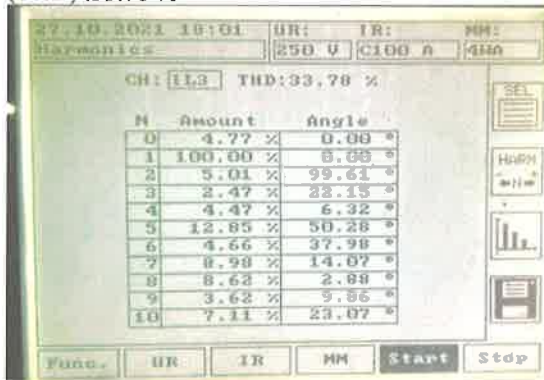 27.10.2021 18:01 UR: IR: MM:
Harmonics 250 V C100 A 4WA
CH: IL3 THD:33.78 %
SEL
N Amount Angle
0 4.77 % 0.00 °
1 100.00 % 0.00 °
HARM
2 5.01 % 99.61 °
3 2.47 % 22.15 °
4 4.47 % 6.32 °
5 12.85 % 50.28 °
6 4.66 % 37.98 °
7 8.98 % 14.07 °
8 8.62 % 2.88 °
9 3.62 % 9.86 °
10 7.11 % 23.07 °
Func. UR IR MM Start Stop